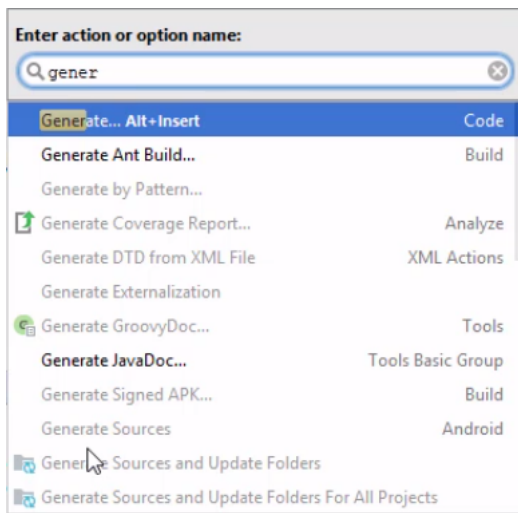 Enter action or option name:
gener
Generate... Alt+Insert Code
Generate Ant Build... Build
Generate by Pattern...
Generate Coverage Report... Analyze
Generate DTD from XML File XML Actions
Generate Externalization
Generate GroovyDoc... Tools
Generate JavaDoc... Tools Basic Group
Generate Signed APK... Build
Generate Sources Android
Generate Sources and Update Folders
Generate Sources and Update Folders For All Projects